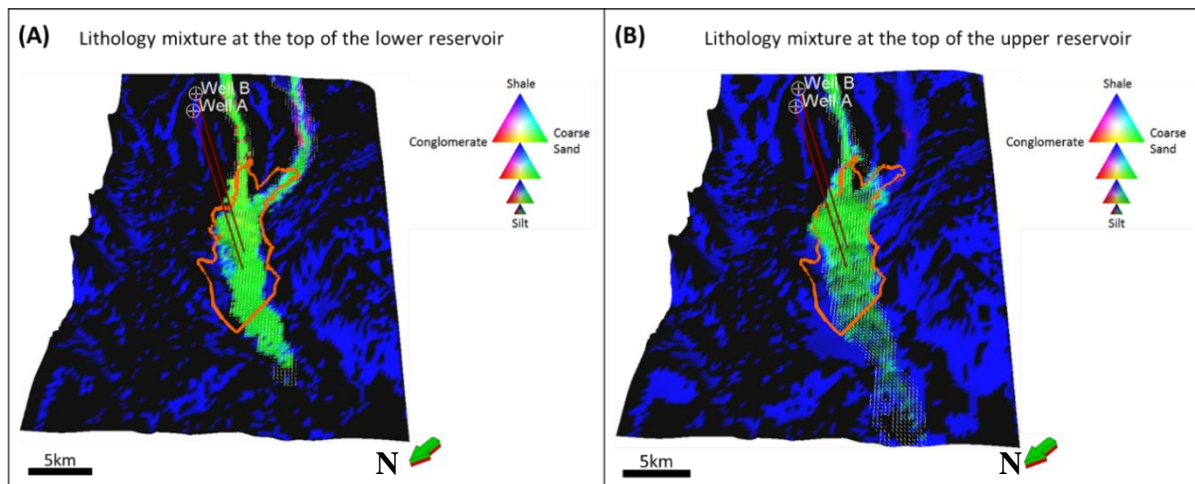 (A) Lithology mixture at the top of the lower reservoir
Well B
Well A
Shale
Conglomerate
Coarse
Sand
Silt
5km
N
(B) Lithology mixture at the top of the upper reservoir
Well B
Well A
Shale
Conglomerate
Coarse
Sand
Silt
5km
N